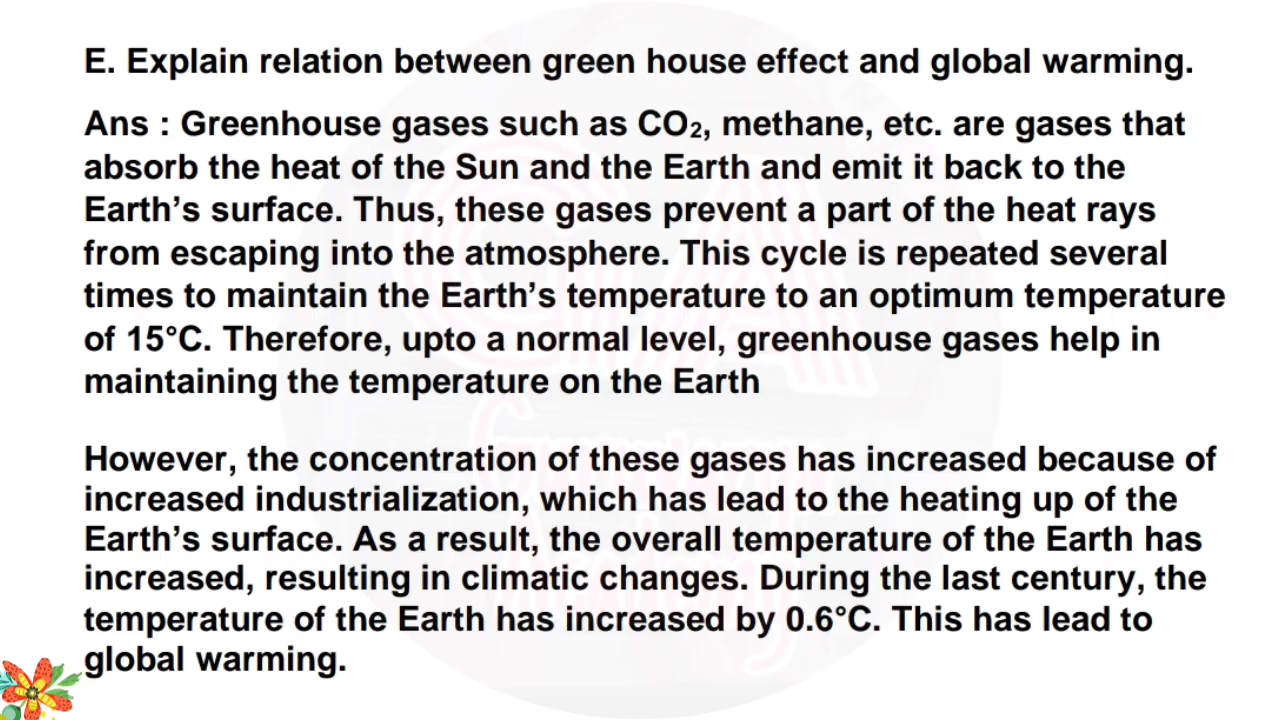 E. Explain relation between green house effect and global warming.
Ans : Greenhouse gases such as CO₂, methane, etc. are gases that
absorb the heat of the Sun and the Earth and emit it back to the
Earth’s surface. Thus, these gases prevent a part of the heat rays
from escaping into the atmosphere. This cycle is repeated several
times to maintain the Earth’s temperature to an optimum temperature
of 15°C. Therefore, upto a normal level, greenhouse gases help in
maintaining the temperature on the Earth
However, the concentration of these gases has increased because of
increased industrialization, which has lead to the heating up of the
Earth’s surface. As a result, the overall temperature of the Earth has
increased, resulting in climatic changes. During the last century, the
temperature of the Earth has increased by 0.6°C. This has lead to
global warming.